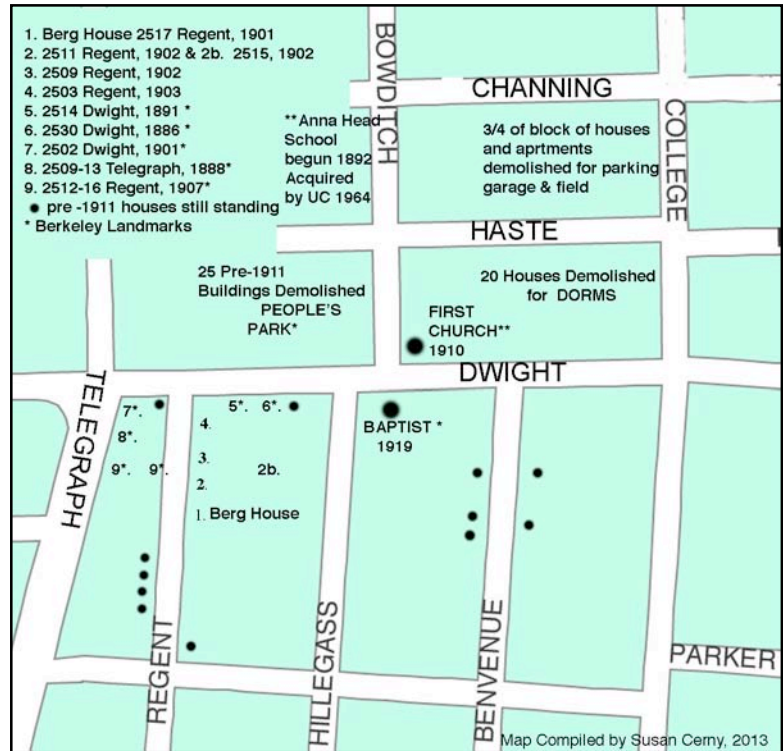 1. Berg House 2517 Regent, 1901
2. 2511 Regent, 1902 & 2b. 2515, 1902
3. 2509 Regent, 1902
4. 2503 Regent, 1903
5. 2514 Dwight, 1891 *
6. 2530 Dwight, 1886 *
7. 2502 Dwight, 1901*
8. 2509-13 Telegraph, 1888*
9. 2512-16 Regent, 1907*
● pre -1911 houses still standing
* Berkeley Landmarks
BOWDITCH
CHANNING
COLLEGE
**Anna Head
School
begun 1892
Acquired
by UC 1964
3/4 of block of houses
and aprtments
demolished for parking
garage & field
HASTE
25 Pre-1911
Buildings Demolished
PEOPLE'S
PARK*
20 Houses Demolished
for DORMS
FIRST
CHURCH**
1910
DWIGHT
TELEGRAPH
7*.
8*.
9*. 9*.
4.
3.
2.
1. Berg House
5*. 6*.
2b.
BAPTIST *
1919
REGENT
HILLEGASS
BENVENUE
PARKER
Map Compiled by Susan Cerny, 2013